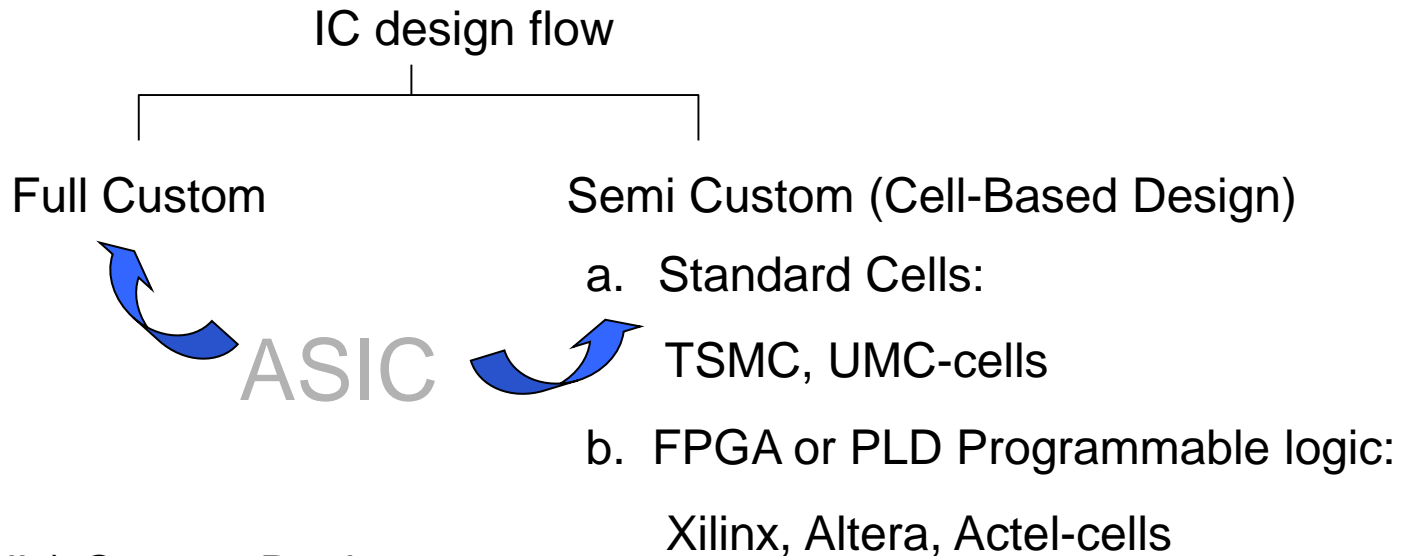 IC design flow
Full Custom
Semi Custom (Cell-Based Design)
a. Standard Cells:
TSMC, UMC-cells
ASIC
b. FPGA or PLD Programmable logic:
Xilinx, Altera, Actel-cells